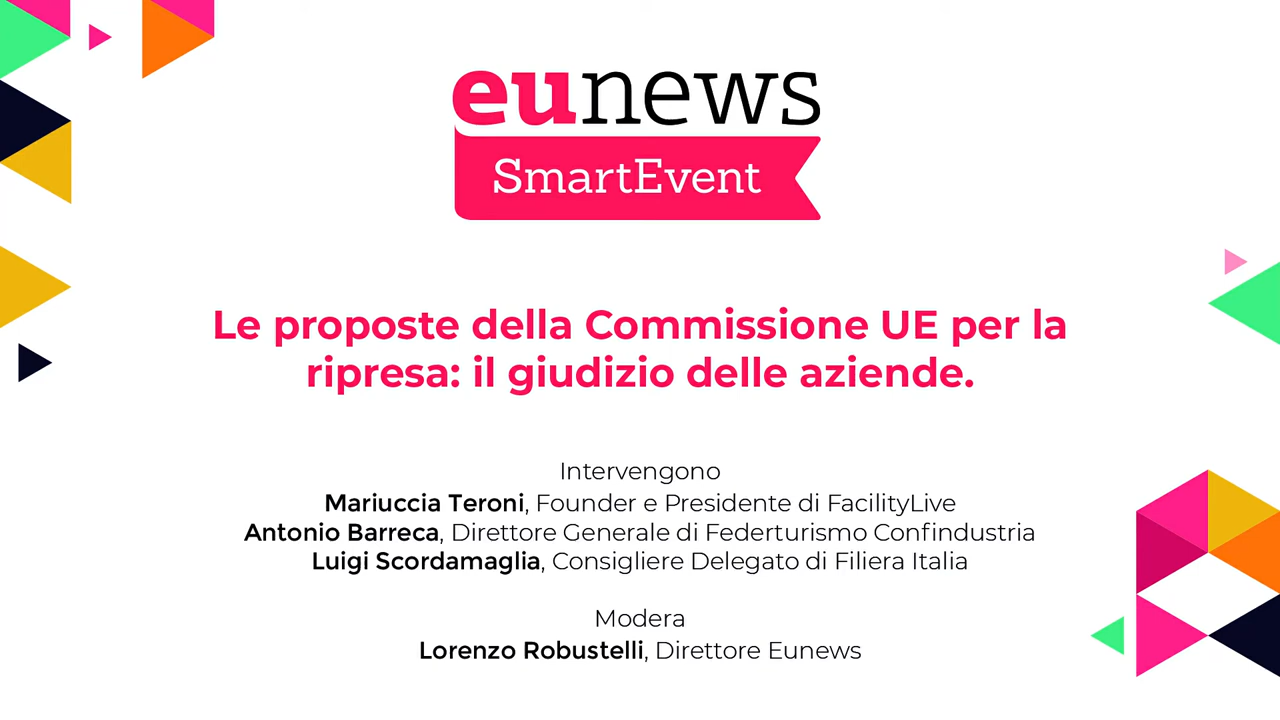 eunews
SmartEvent
Le proposte della Commissione UE per la
ripresa: il giudizio delle aziende.
Intervengono
Mariuccia Teroni, Founder e Presidente di FacilityLive
Antonio Barreca, Direttore Generale di Federturismo Confindustria
Luigi Scordamaglia, Consigliere Delegato di Filiera Italia
Modera
Lorenzo Robustelli, Direttore Eunews